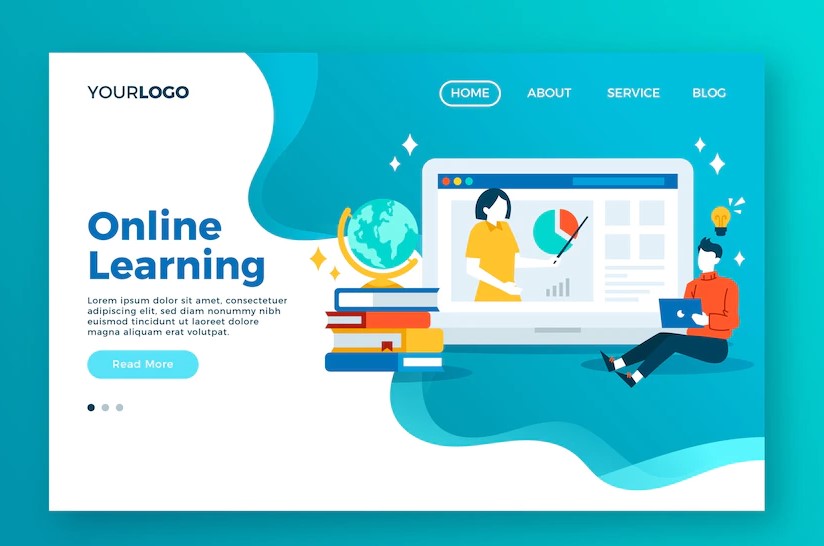 YOURLOGO
HOME ABOUT SERVICE BLOG
Online
Learning
Lorem ipsum dolor sit amet, consectetuer
adipiscing elit, sed diam nonummy nibh
euismod tincidunt ut laoreet dolore
magna aliquam erat volutpat.
Read More